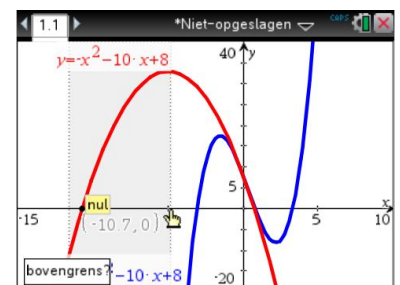 1.1 *Niet-opgeslagen CAPS
y=-x²-10·x+8
40 y
nul
5
x
-15 (-10.7,0) 5 10
bovengrens? -10·x+8
-20